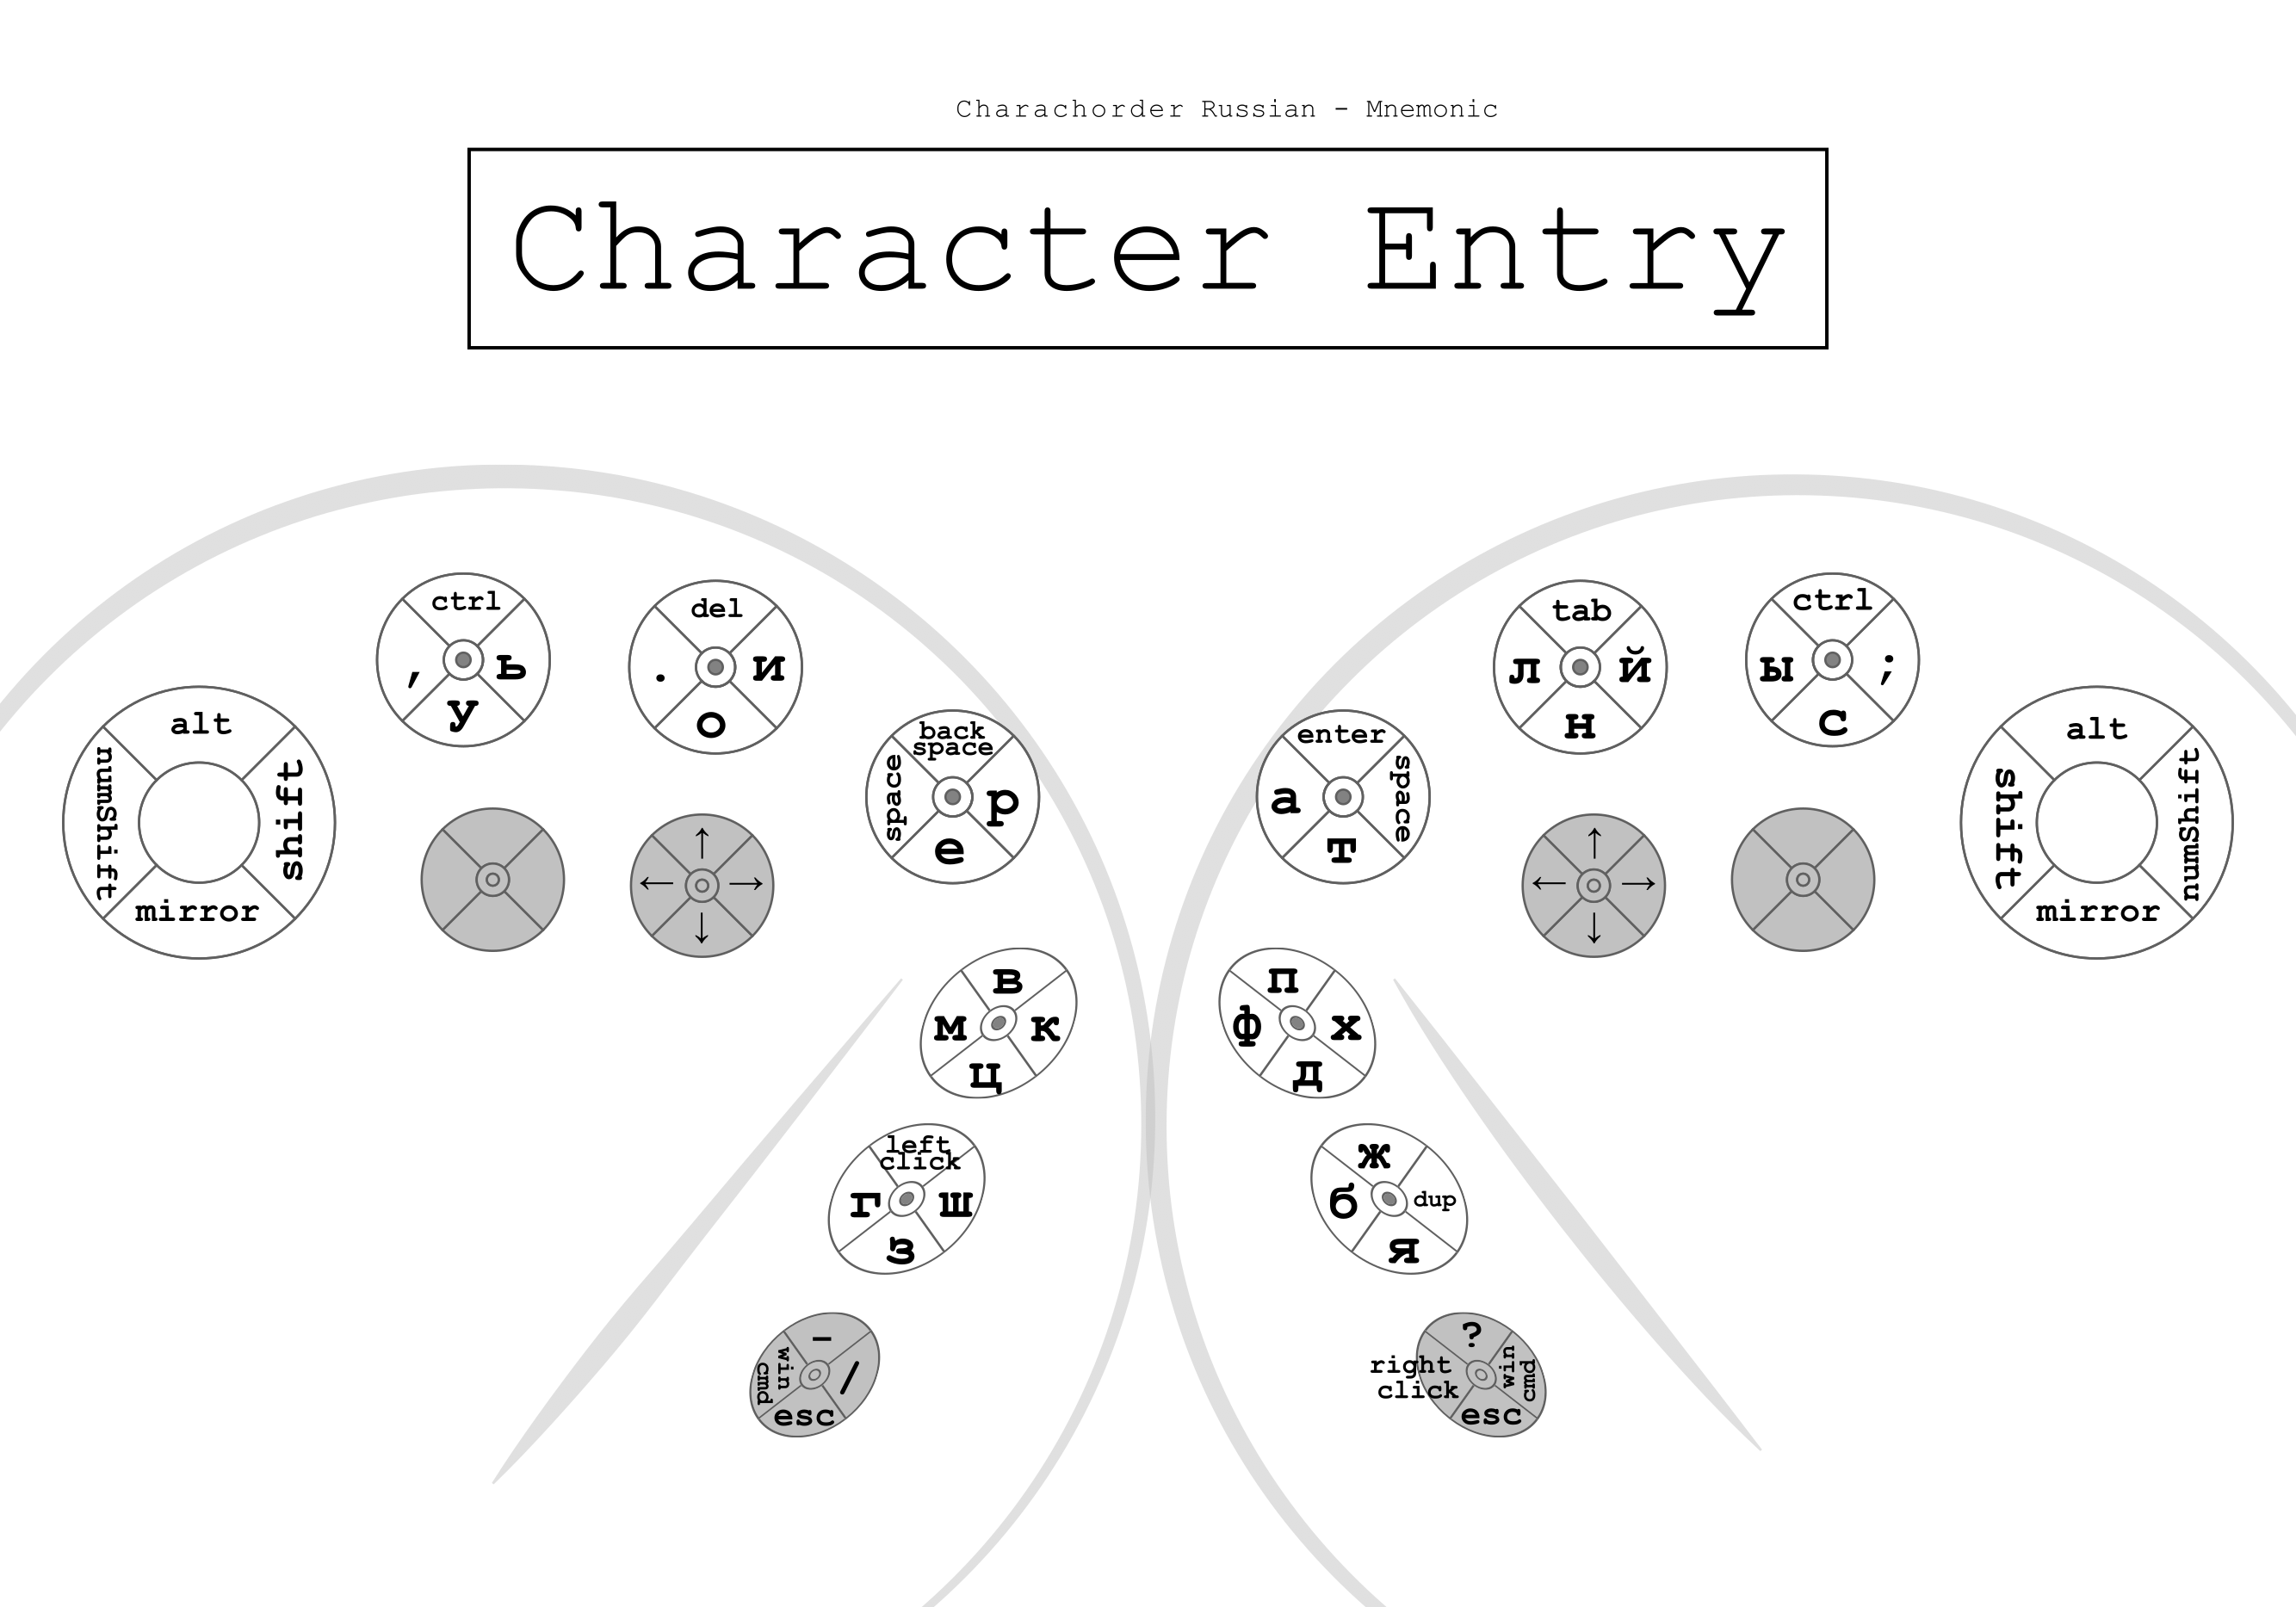 Charachorder Russian - Mnemonic
Character Entry
alt
numShift
shift
mirror
ctrl
,
ь
у
del
.
и
о
back
space
space
р
е
↑
← →
↓
в
м
к
ц
left
click
г
ш
з
-
win
cmd
/
esc
enter
а
space
т
tab
л
й
н
ctrl
ы
;
с
alt
shift
numShift
mirror
↑
← →
↓
п
ф
х
д
ж
б
dup
я
?
right
click
win
cmd
esc